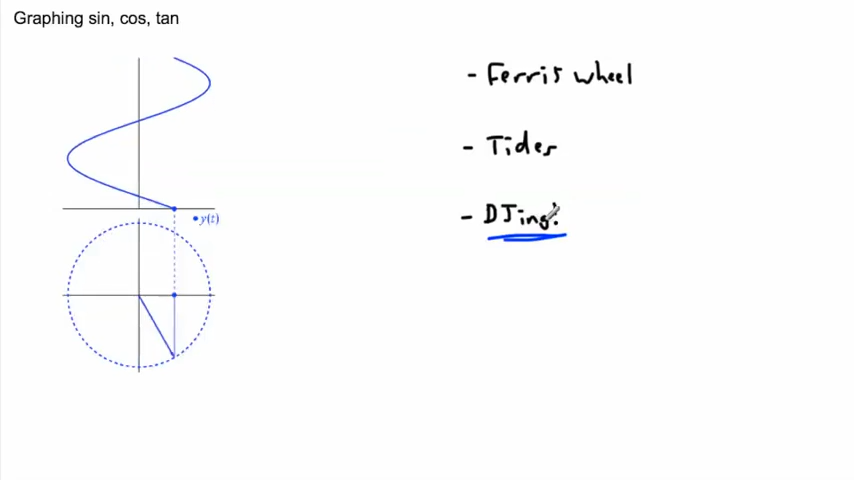 Graphing sin, cos, tan
- Ferris wheel
- Tides
- DJing!
y(t)